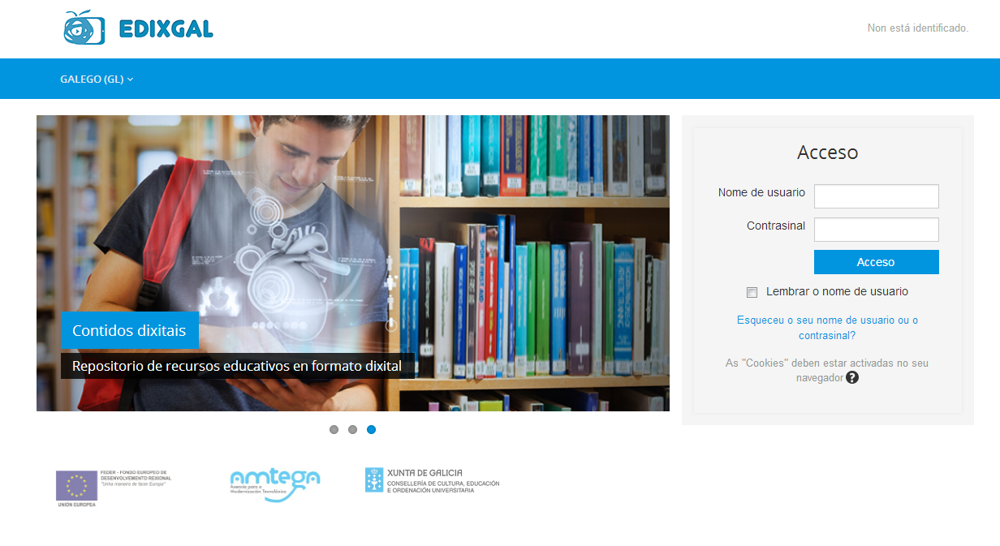 EDIXGAL
Non está identificado.
GALEGO (GL)
Contidos dixitais
Repositorio de recursos educativos en formato dixital
Acceso
Nome de usuario
Contrasinal
Acceso
Lembrar o nome de usuario
Esqueceu o seu nome de usuario ou o
contrasinal?
As "Cookies" deben estar activadas no seu
navegador ?
FEDER - FONDO EUROPEO DE
DESENVOLVEMENTO REXIONAL
"Unha maneira de facer Europa"
UNIÓN EUROPEA
amtega
Axencia para a
Modernización Tecnolóxica
XUNTA DE GALICIA
CONSELLERÍA DE CULTURA, EDUCACIÓN
E ORDENACIÓN UNIVERSITARIA